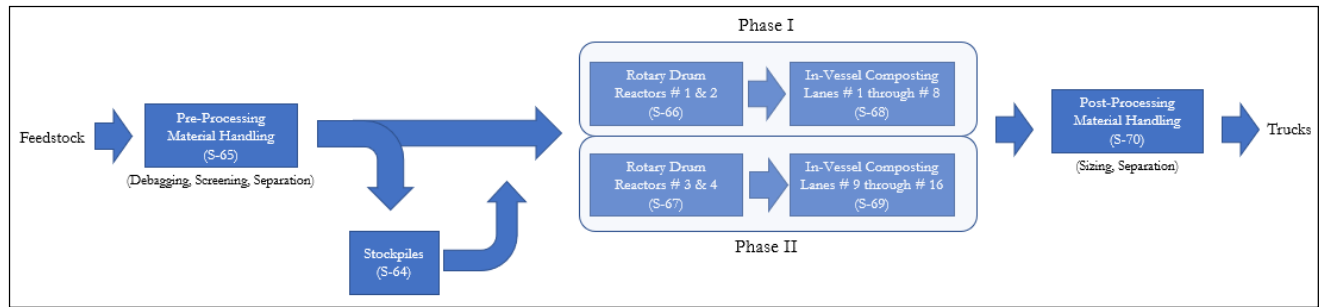 Phase I
Feedstock
Pre-Processing
Material Handling
(S-65)
(Debagging, Screening, Separation)
Stockpiles
(S-64)
Rotary Drum
Reactors # 1 & 2
(S-66)
In-Vessel Composting
Lanes # 1 through # 8
(S-68)
Rotary Drum
Reactors # 3 & 4
(S-67)
In-Vessel Composting
Lanes # 9 through # 16
(S-69)
Phase II
Post-Processing
Material Handling
(S-70)
(Sizing, Separation)
Trucks